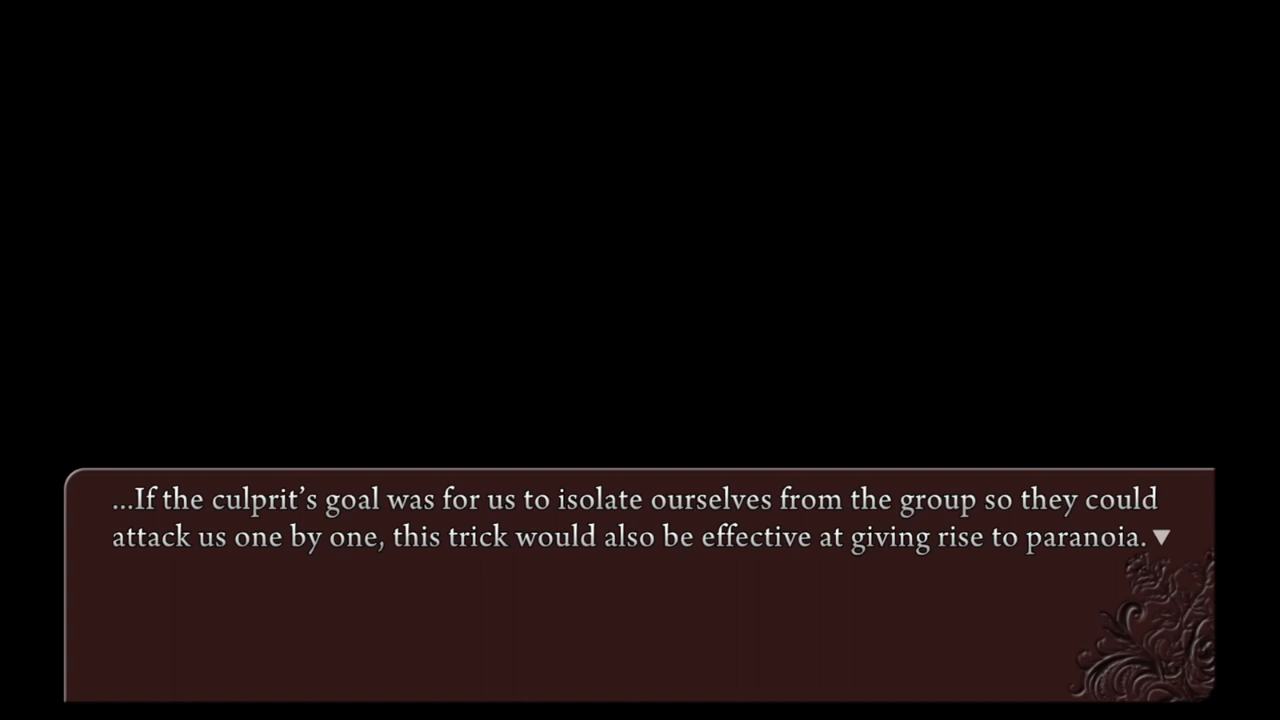 ...If the culprit's goal was for us to isolate ourselves from the group so they could
attack us one by one, this trick would also be effective at giving rise to paranoia.